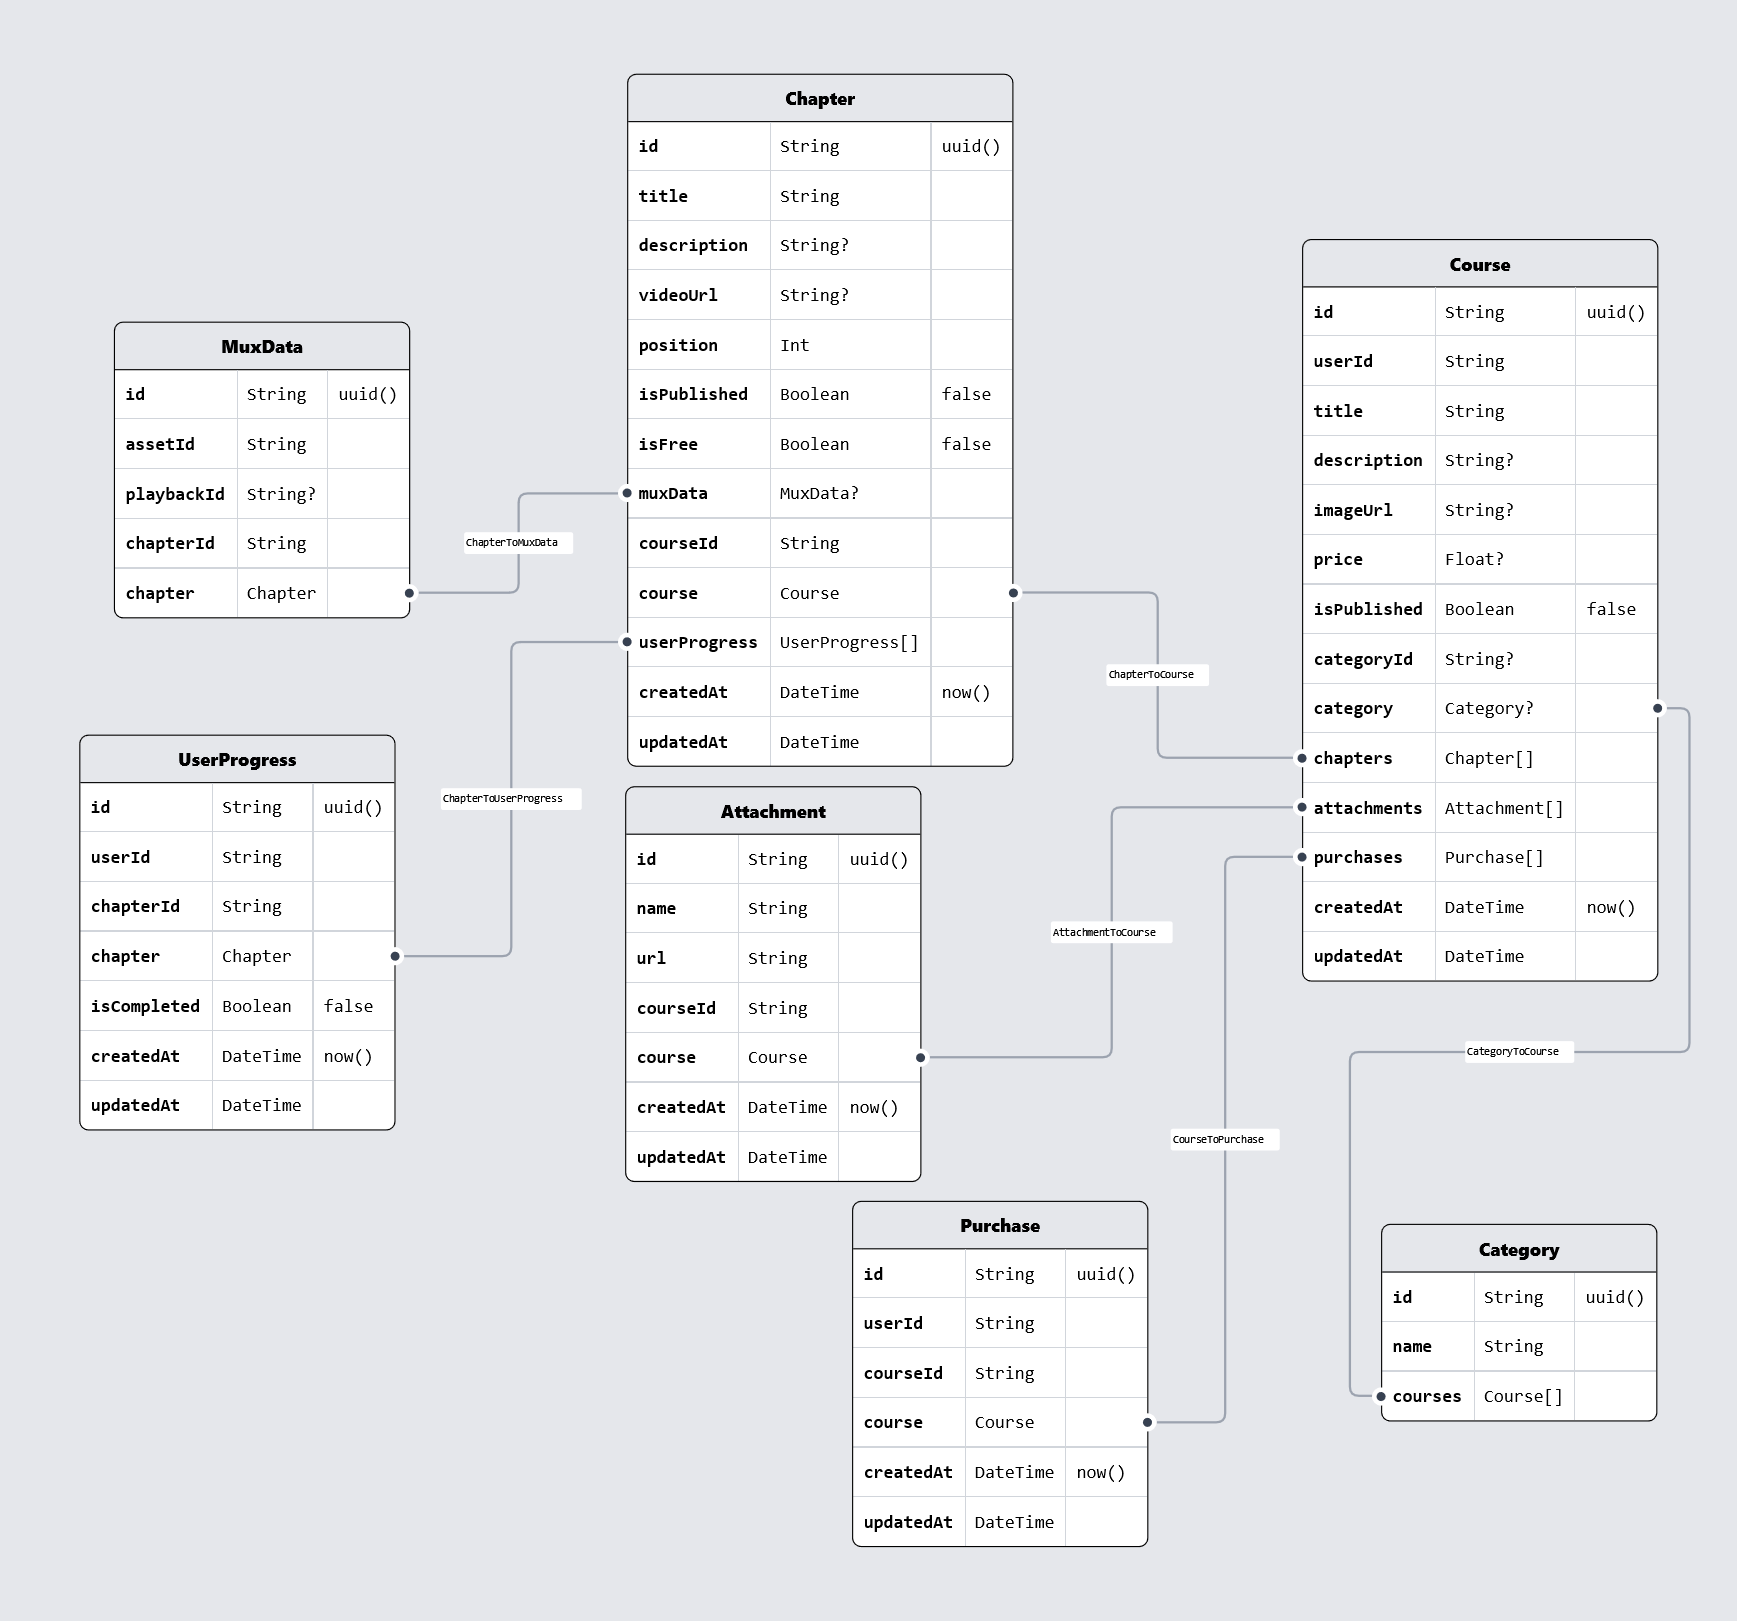 Chapter
id String uuid()
title String
description String?
videoUrl String?
position Int
isPublished Boolean false
isFree Boolean false
muxData MuxData?
courseId String
course Course
userProgress UserProgress[]
createdAt DateTime now()
updatedAt DateTime
Course
id String uuid()
userId String
title String
description String?
imageUrl String?
price Float?
isPublished Boolean false
categoryId String?
category Category?
chapters Chapter[]
attachments Attachment[]
purchases Purchase[]
createdAt DateTime now()
updatedAt DateTime
MuxData
id String uuid()
assetId String
playbackId String?
chapterId String
chapter Chapter
ChapterToMuxData
ChapterToCourse
UserProgress
id String uuid()
userId String
chapterId String
chapter Chapter
isCompleted Boolean false
createdAt DateTime now()
updatedAt DateTime
ChapterToUserProgress
Attachment
id String uuid()
name String
url String
courseId String
course Course
createdAt DateTime now()
updatedAt DateTime
AttachmentToCourse
CategoryToCourse
CourseToPurchase
Purchase
id String uuid()
userId String
courseId String
course Course
createdAt DateTime now()
updatedAt DateTime
Category
id String uuid()
name String
courses Course[]